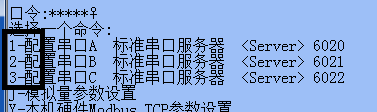 口令:*****♀
选择一个命令:
1-配置串口A 标准串口服务器 <Server> 6020
2-配置串口B 标准串口服务器 <Server> 6021
3-配置串口C 标准串口服务器 <Server> 6022
J-模拟量参数设置
Y-本机硬件Modbus TCP参数设置